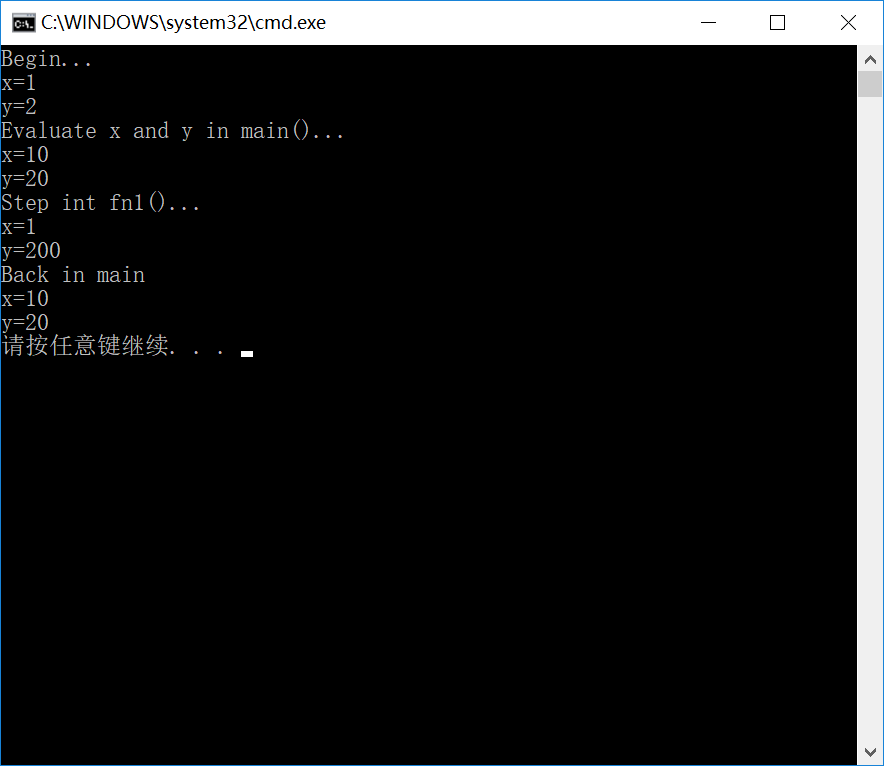 C:\WINDOWS\system32\cmd.exe
Begin...
x=1
y=2
Evaluate x and y in main()...
x=10
y=20
Step int fn1()...
x=1
y=200
Back in main
x=10
y=20
请按任意键继续. . .